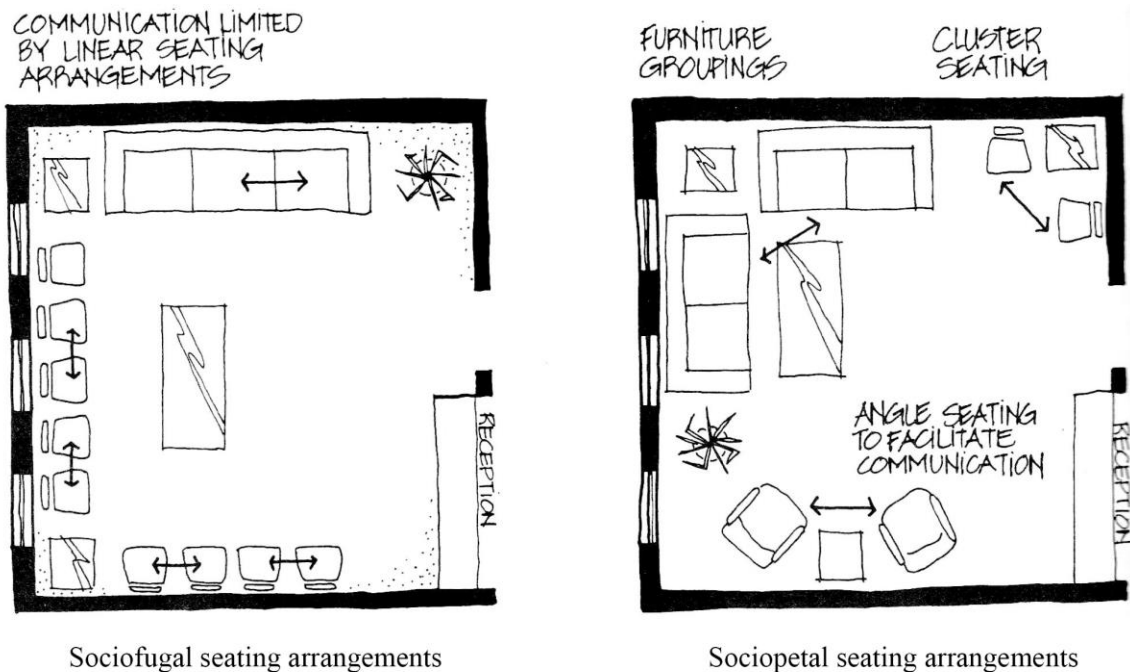 COMMUNICATION LIMITED
BY LINEAR SEATING
ARRANGEMENTS
RECEPTION
Sociofugal seating arrangements
FURNITURE
GROUPINGS
CLUSTER
SEATING
ANGLE SEATING
TO FACILITATE
COMMUNICATION
RECEPTION
Sociopetal seating arrangements